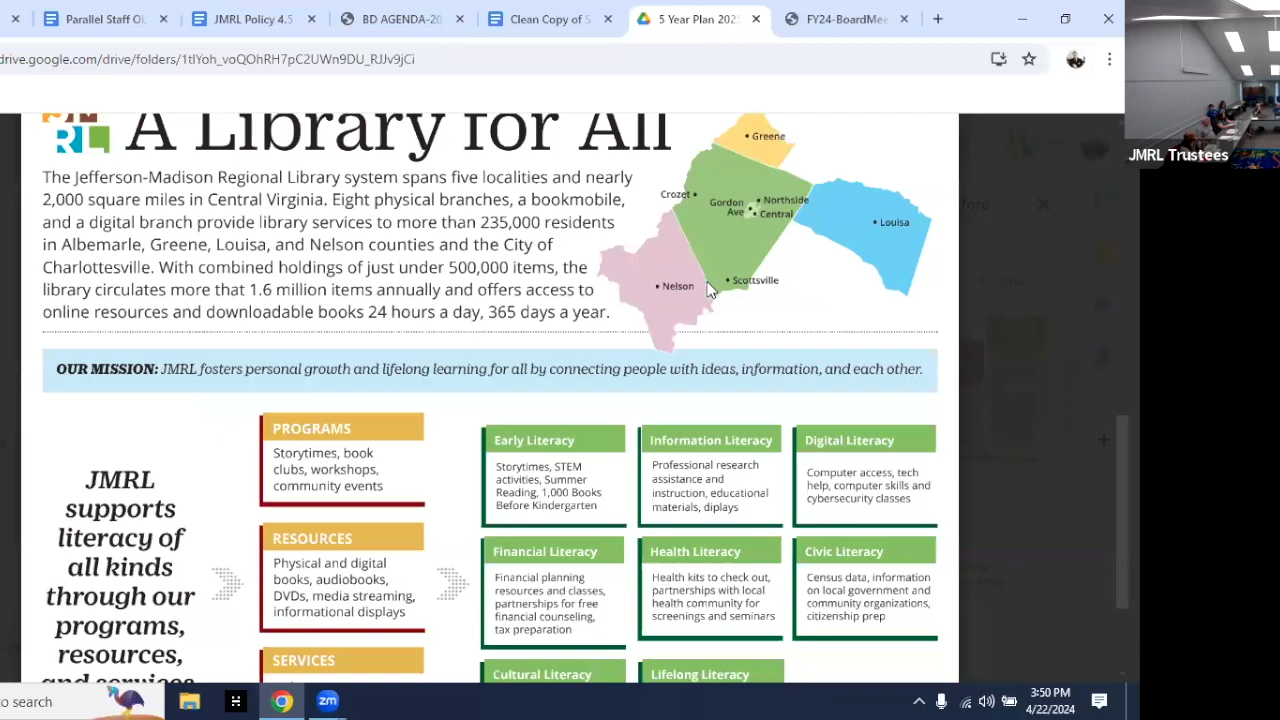 Parallel Staff Ol
JMRL Policy 4.5
BD AGENDA-20
Clean Copy of S
5 Year Plan 202
FY24-BoardMee
drive.google.com/drive/folders/1tIYoh_voQOhRH7pC2UWn9DU_RJJv9jCi
JMRL Trustees
RL
A Library for All
The Jefferson-Madison Regional Library system spans five localities and nearly
2,000 square miles in Central Virginia. Eight physical branches, a bookmobile,
and a digital branch provide library services to more than 235,000 residents
in Albemarle, Greene, Louisa, and Nelson counties and the City of
Charlottesville. With combined holdings of just under 500,000 items, the
library circulates more than 1.6 million items annually and offers access to
online resources and downloadable books 24 hours a day, 365 days a year.
Greene
Crozet
Northside
Gordon
Ave
Central
Louisa
Scottsville
Nelson
OUR MISSION: JMRL fosters personal growth and lifelong learning for all by connecting people with ideas, information, and each other.
JMRL
supports
literacy of
all kinds
through our
programs,
resources,
and services
PROGRAMS
Storytimes, book
clubs, workshops,
community events
RESOURCES
Physical and digital
books, audiobooks,
DVDs, media streaming,
informational displays
SERVICES
Early Literacy
Storytimes, STEM
activities, Summer
Reading, 1,000 Books
Before Kindergarten
Information Literacy
Professional research
assistance and
instruction, educational
materials, diplays
Digital Literacy
Computer access, tech
help, computer skills and
cybersecurity classes
Financial Literacy
Financial planning
resources and classes,
partnerships for free
financial counseling,
tax preparation
Health Literacy
Health kits to check out,
partnerships with local
health community for
screenings and seminars
Civic Literacy
Census data, information
on local government and
community organizations,
citizenship prep
Cultural Literacy
Lifelong Literacy
to search
zm
3:50 PM
4/22/2024